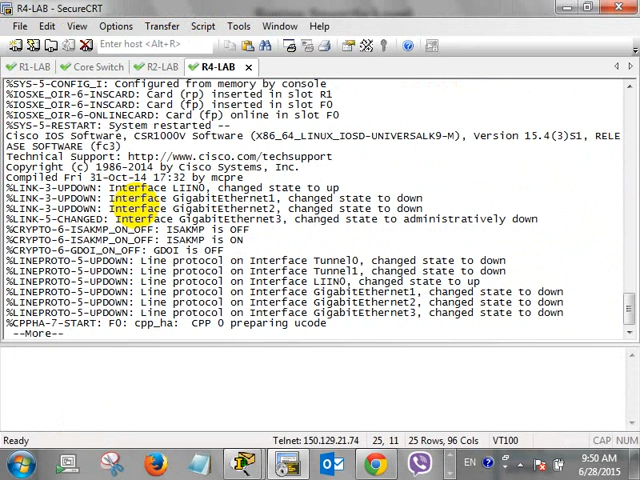 R4-LAB - SecureCRT
File Edit View Options Transfer Script Tools Window Help
Enter host <Alt+R>
R1-LAB Core Switch R2-LAB R4-LAB
%SYS-5-CONFIG_I: Configured from memory by console
%IOSXE_OIR-6-INSCARD: Card (rp) inserted in slot R1
%IOSXE_OIR-6-INSCARD: Card (fp) inserted in slot F0
%IOSXE_OIR-6-ONLINECARD: Card (fp) online in slot F0
%SYS-5-RESTART: System restarted --
Cisco IOS Software, CSR1000V Software (X86_64_LINUX_IOSD-UNIVERSALK9-M), Version 15.4(3)S1, RELE
ASE SOFTWARE (fc3)
Technical Support: http://www.cisco.com/techsupport
Copyright (c) 1986-2014 by Cisco Systems, Inc.
Compiled Fri 31-Oct-14 17:32 by mcpre
%LINK-3-UPDOWN: Interface LIIN0, changed state to up
%LINK-3-UPDOWN: Interface GigabitEthernet1, changed state to down
%LINK-3-UPDOWN: Interface GigabitEthernet2, changed state to down
%LINK-5-CHANGED: Interface GigabitEthernet3, changed state to administratively down
%CRYPTO-6-ISAKMP_ON_OFF: ISAKMP is OFF
%CRYPTO-6-ISAKMP_ON_OFF: ISAKMP is ON
%CRYPTO-6-GDOI_ON_OFF: GDOI is OFF
%LINEPROTO-5-UPDOWN: Line protocol on Interface Tunnel0, changed state to down
%LINEPROTO-5-UPDOWN: Line protocol on Interface Tunnel1, changed state to down
%LINEPROTO-5-UPDOWN: Line protocol on Interface LIIN0, changed state to up
%LINEPROTO-5-UPDOWN: Line protocol on Interface GigabitEthernet1, changed state to down
%LINEPROTO-5-UPDOWN: Line protocol on Interface GigabitEthernet2, changed state to down
%LINEPROTO-5-UPDOWN: Line protocol on Interface GigabitEthernet3, changed state to down
%CPPHA-7-START: F0: cpp_ha: CPP 0 preparing ucode
--More--
Ready Telnet: 150.129.21.74 25, 11 25 Rows, 96 Cols VT100 CAP NUM
EN 9:50 AM
6/28/2015